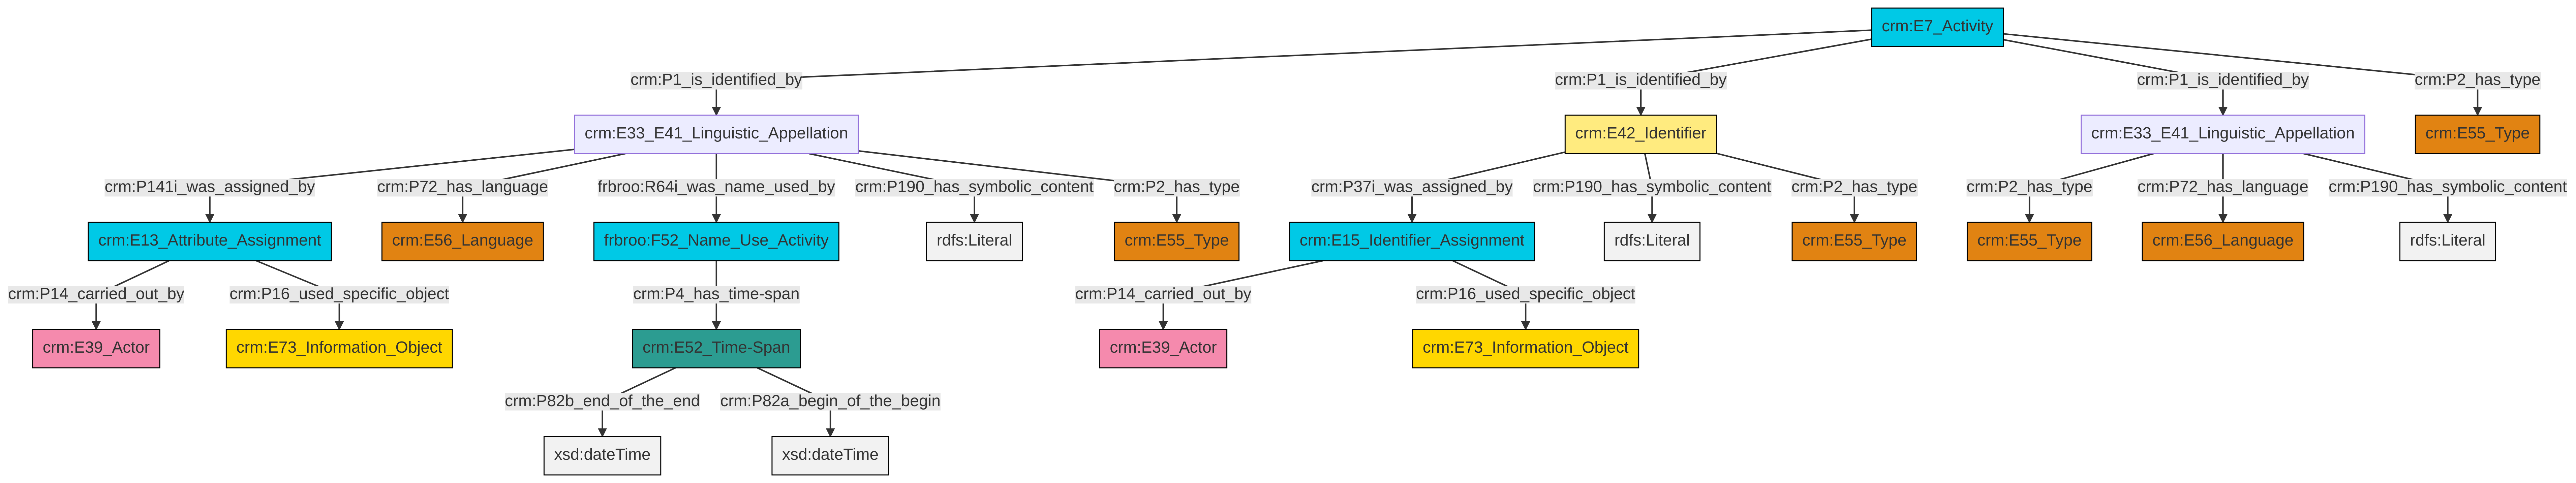 crm:E7_Activity
crm:P1_is_identified_by
crm:P1_is_identified_by
crm:P1_is_identified_by
crm:P2_has_type
crm:E33_E41_Linguistic_Appellation
crm:E42_Identifier
crm:E33_E41_Linguistic_Appellation
crm:E55_Type
crm:P141i_was_assigned_by
crm:P72_has_language
frbroo:R64i_was_name_used_by
crm:P190_has_symbolic_content
crm:P2_has_type
crm:P37i_was_assigned_by
crm:P190_has_symbolic_content
crm:P2_has_type
crm:P2_has_type
crm:P72_has_language
crm:P190_has_symbolic_content
crm:E13_Attribute_Assignment
crm:E56_Language
frbroo:F52_Name_Use_Activity
rdfs:Literal
crm:E55_Type
crm:E15_Identifier_Assignment
rdfs:Literal
crm:E55_Type
crm:E55_Type
crm:E56_Language
rdfs:Literal
crm:P14_carried_out_by
crm:P16_used_specific_object
crm:P4_has_time-span
crm:P14_carried_out_by
crm:P16_used_specific_object
crm:E39_Actor
crm:E73_Information_Object
crm:E52_Time-Span
crm:E39_Actor
crm:E73_Information_Object
crm:P82b_end_of_the_end
crm:P82a_begin_of_the_begin
xsd:dateTime
xsd:dateTime